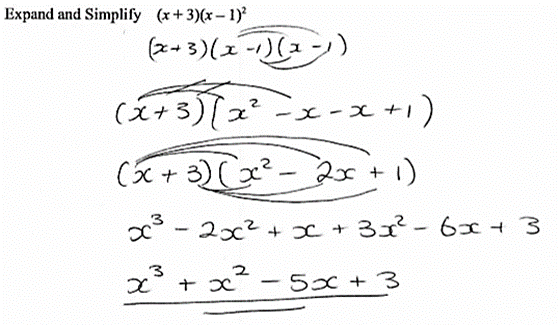 Expand and Simplify (x + 3)(x – 1)²
(x+3)(x-1)(x-1)
(x+3)(x² - x - x + 1)
(x + 3)(x² - 2x + 1)
x³ - 2x² + x + 3x² - 6x + 3
x³ + x² - 5x + 3